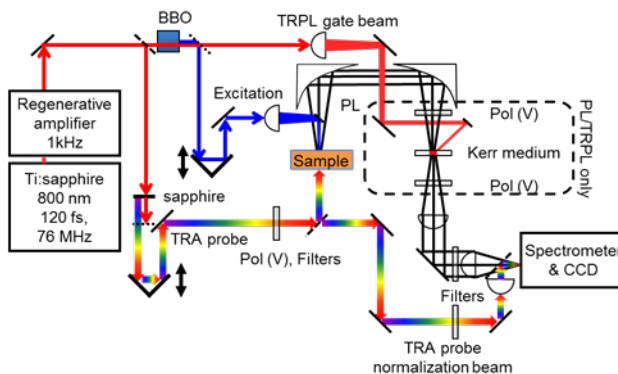 BBO
TRPL gate beam
Excitation
PL
Pol (V)
PL/TRPL only
Regenerative
amplifier
1kHz
Kerr medium
Sample
Ti:sapphire
800 nm
120 fs,
76 MHz
sapphire
Pol (V)
TRA probe
Pol (V), Filters
Spectrometer
& CCD
Filters
TRA probe
normalization beam